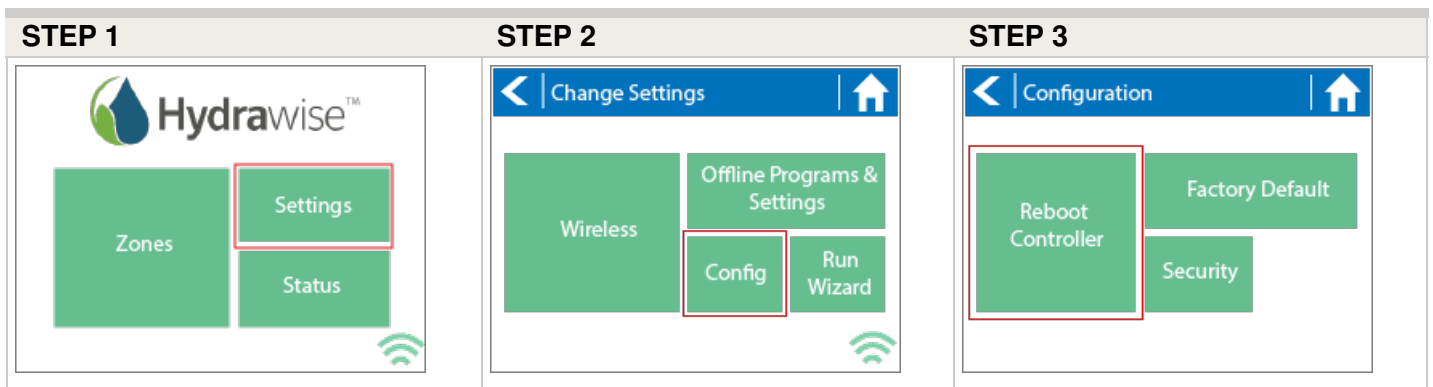 STEP 1
STEP 2
STEP 3
Hydrawise™
Zones
Settings
Status
Change Settings
Wireless
Offline Programs &
Settings
Config
Run
Wizard
Configuration
Reboot
Controller
Factory Default
Security